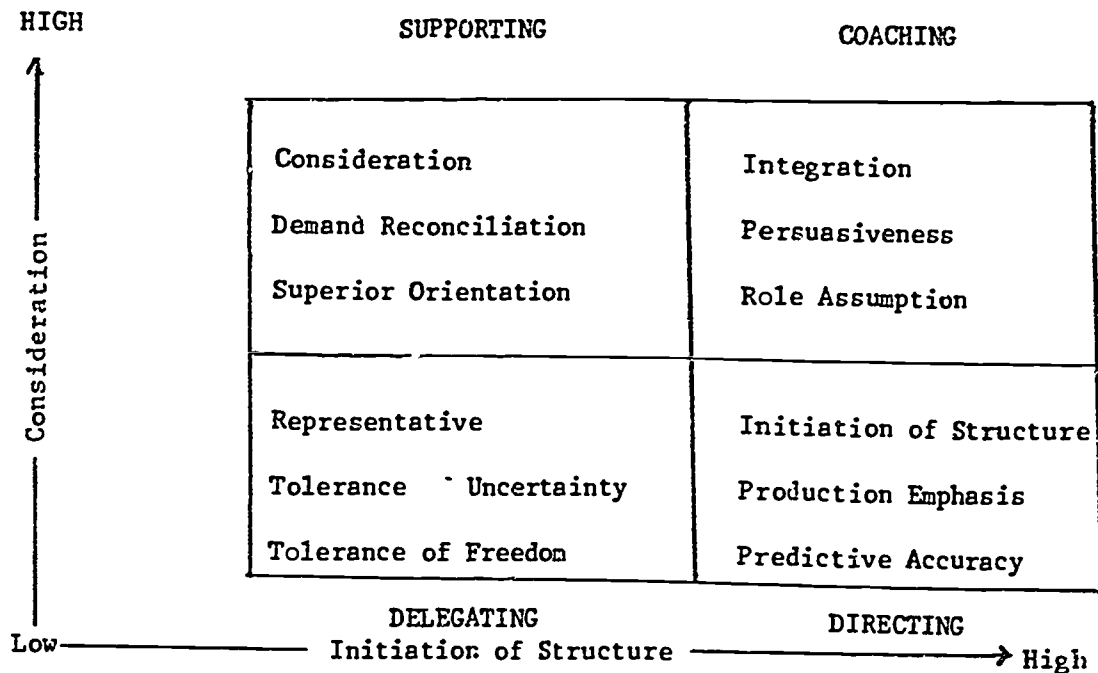 HIGH
SUPPORTING COACHING
Consideration
Consideration Integration
Demand Reconciliation Persuasiveness
Superior Orientation Role Assumption
Representative Initiation of Structure
Tolerance Uncertainty Production Emphasis
Tolerance of Freedom Predictive Accuracy
DELEGATING DIRECTING
Low Initiation of Structure High